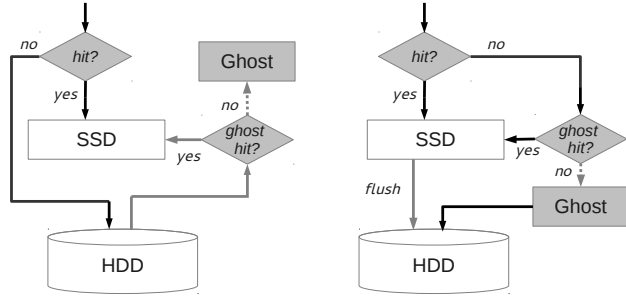 no
hit?
Ghost
yes
no
SSD
ghost
hit?
yes
HDD
no
hit?
yes
SSD
ghost
hit?
yes
no
flush
Ghost
HDD